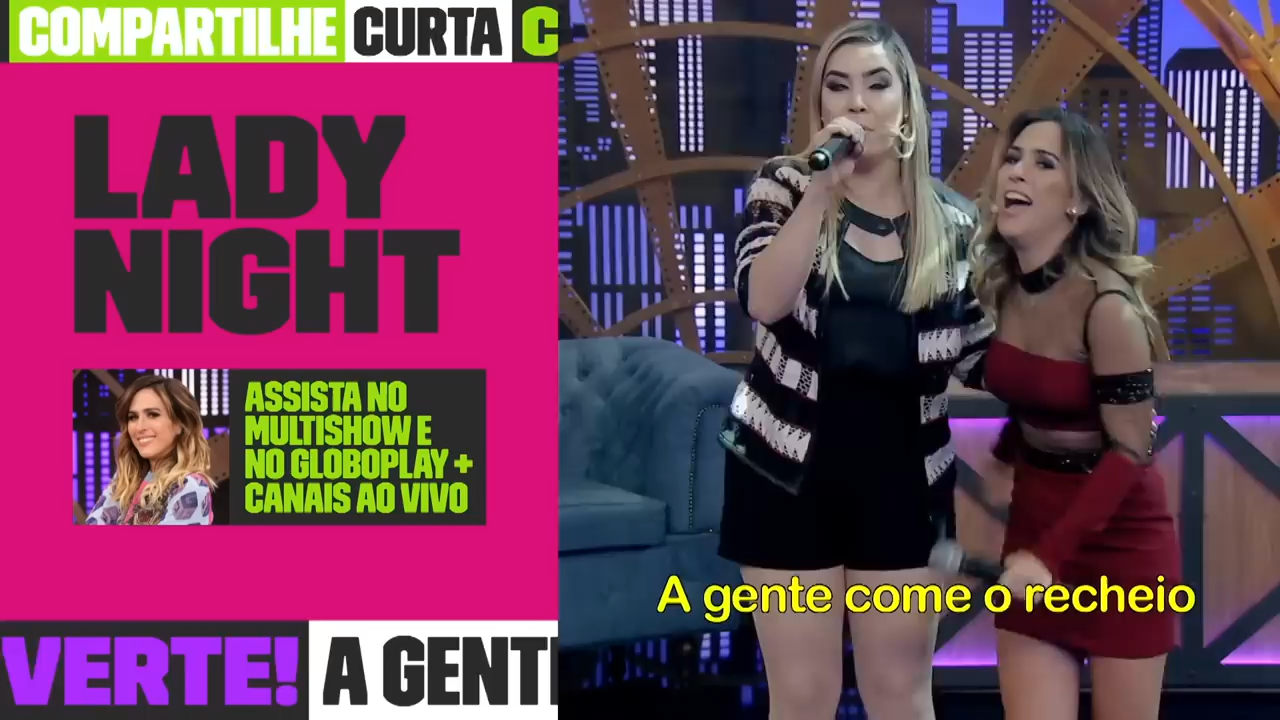 COMPARTILHE CURTA C
LADY
NIGHT
ASSISTA NO
MULTISHOW E
NO GLOBOPLAY +
CANAIS AO VIVO
A gente come o recheio
VERTE! A GENT